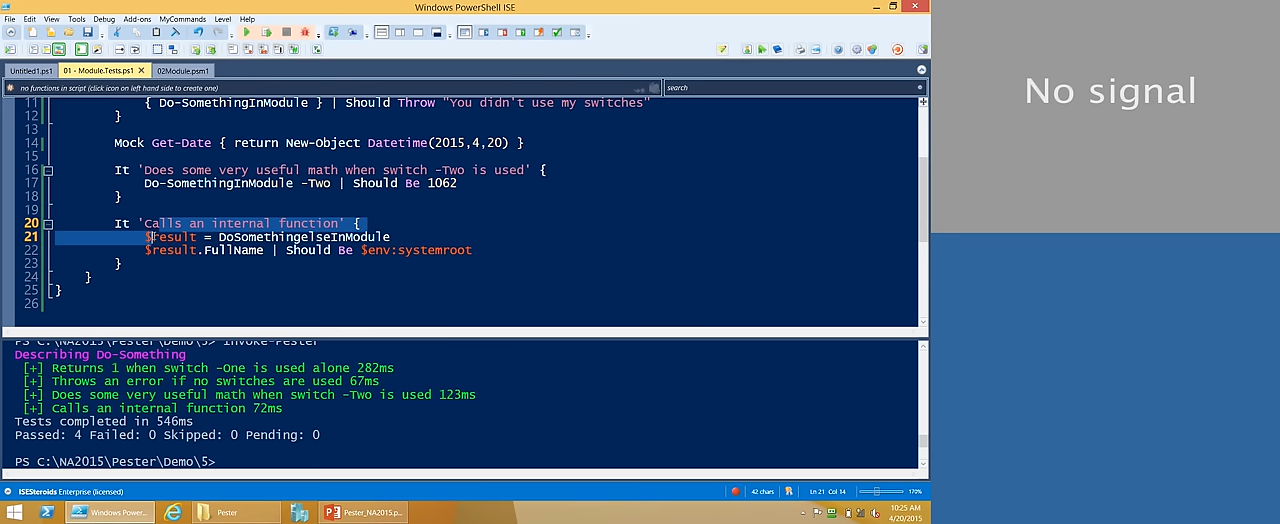 Windows PowerShell ISE
File Edit View Tools Debug Add-ons MyCommands Level Help
Untitled1.ps1 01 - Module.Tests.ps1 02Module.psm1
no functions in script (click icon on left hand side to create one)
search
11 { Do-SomethingInModule } | Should Throw "You didn't use my switches"
12 }
13
14 Mock Get-Date { return New-Object Datetime(2015,4,20) }
15
16 It 'Does some very useful math when switch -Two is used' {
17 Do-SomethingInModule -Two | Should Be 1062
18 }
19
20 It 'Calls an internal function' {
21 $result = DoSomethingelseInModule
22 $result.FullName | Should Be $env:systemroot
23 }
24 }
25 }
26
PS C:\NA2015\Pester\Demo\5> Invoke-Pester
Describing Do-Something
[+] Returns 1 when switch -One is used alone 282ms
[+] Throws an error if no switches are used 67ms
[+] Does some very useful math when switch -Two is used 123ms
[+] Calls an internal function 72ms
Tests completed in 546ms
Passed: 4 Failed: 0 Skipped: 0 Pending: 0
PS C:\NA2015\Pester\Demo\5>
ISESteroids Enterprise (licensed)
42 chars
Ln 21 Col 14
170%
Windows Power...
Pester
Pester_NA2015.p...
10:25 AM
4/20/2015
No signal